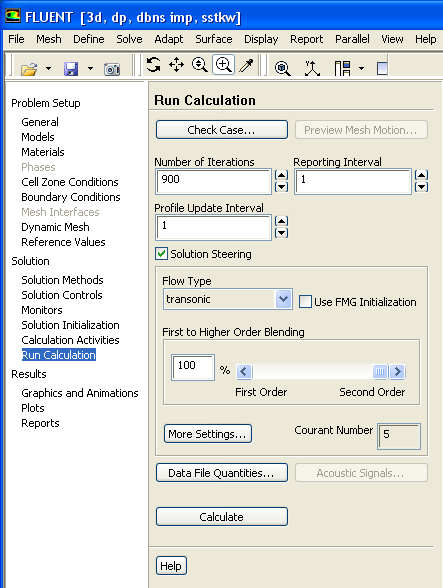 FLUENT [3d, dp, dbns imp, sstkw]
File Mesh Define Solve Adapt Surface Display Report Parallel View Help
Problem Setup
General
Models
Materials
Phases
Cell Zone Conditions
Boundary Conditions
Mesh Interfaces
Dynamic Mesh
Reference Values
Solution
Solution Methods
Solution Controls
Monitors
Solution Initialization
Calculation Activities
Run Calculation
Results
Graphics and Animations
Plots
Reports
Run Calculation
Check Case... Preview Mesh Motion...
Number of Iterations Reporting Interval
900 1
Profile Update Interval
1
Solution Steering
Flow Type
transonic Use FMG Initialization
First to Higher Order Blending
100 %
First Order Second Order
More Settings... Courant Number 5
Data File Quantities... Acoustic Signals...
Calculate
Help